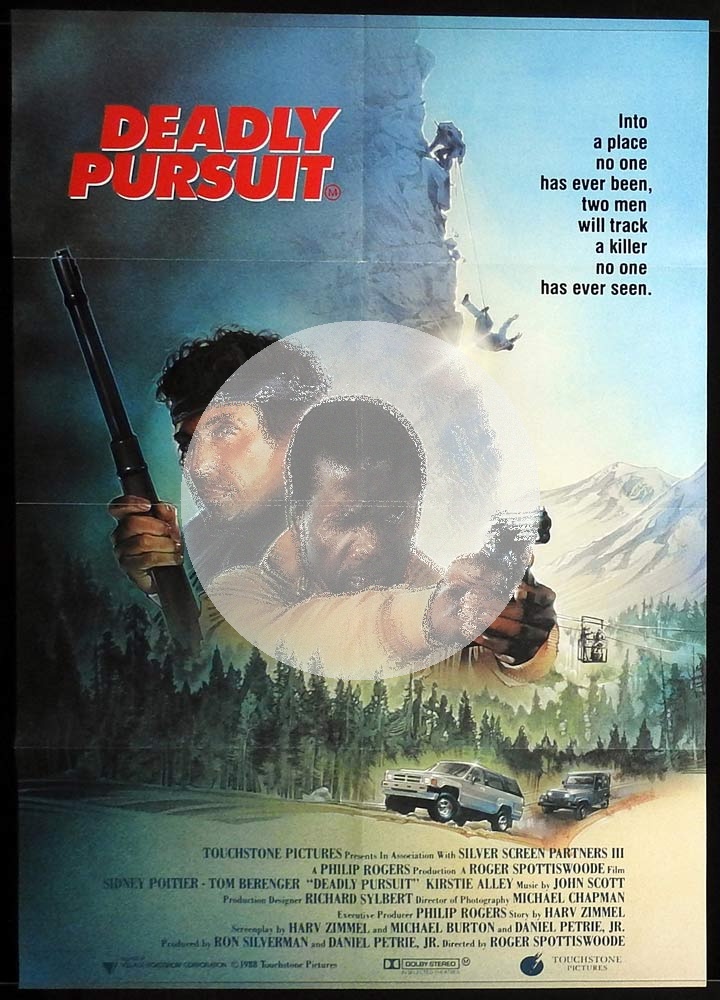 DEADLY
PURSUIT
M
Into
a place
no one
has ever been,
two men
will track
a killer
no one
has ever seen.
TOUCHSTONE PICTURES Presents In Association With SILVER SCREEN PARTNERS III
A PHILIP ROGERS Production A ROGER SPOTTISWOODE Film
SIDNEY POITIER - TOM BERENGER "DEADLY PURSUIT" KIRSTIE ALLEY Music by JOHN SCOTT
Production Designer RICHARD SYLBERT Director of Photography MICHAEL CHAPMAN
Executive Producer PHILIP ROGERS Story by HARV ZIMMEL
Screenplay by HARV ZIMMEL and MICHAEL BURTON and DANIEL PETRIE, JR.
Produced by RON SILVERMAN and DANIEL PETRIE, JR. Directed by ROGER SPOTTISWOODE
CORPORATION ©1988 Touchstone Pictures
DOLBY STEREO
IN SELECTED THEATRES
TOUCHSTONE
PICTURES